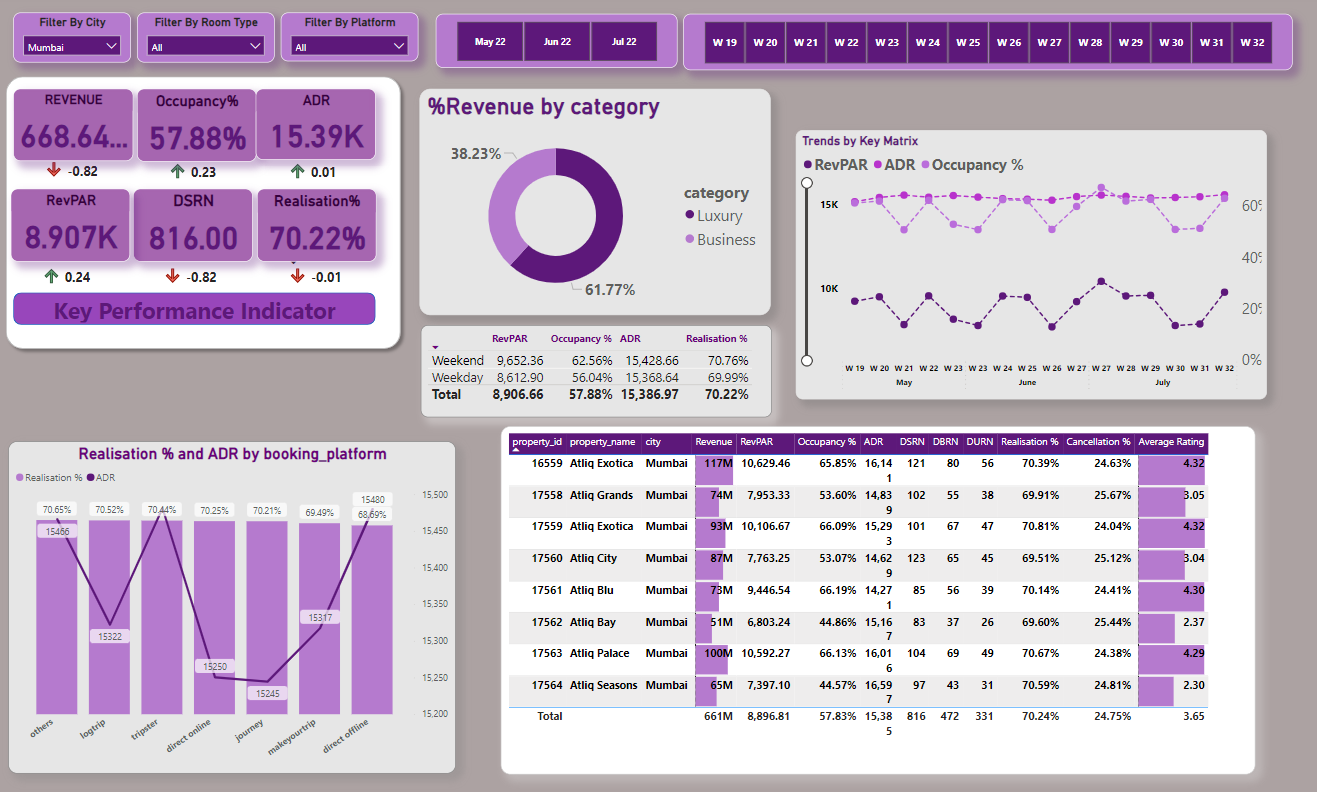 Filter By City
Filter By Room Type
Filter By Platform
Mumbai
All
All
May 22 Jun 22 Jul 22
W 19 W 20 W 21 W 22 W 23 W 24 W 25 W 26 W 27 W 28 W 29 W 30 W 31 W 32
REVENUE Occupancy% ADR
668.64... 57.88% 15.39K
-0.82 0.23 0.01
RevPAR DSRN Realisation%
8.907K 816.00 70.22%
0.24 -0.82 -0.01
Key Performance Indicator
%Revenue by category
38.23%
61.77%
category
Luxury
Business
RevPAR Occupancy % ADR Realisation %
Weekend 9,652.36 62.56% 15,428.66 70.76%
Weekday 8,612.90 56.04% 15,368.64 69.99%
Total 8,906.66 57.88% 15,386.97 70.22%
Trends by Key Matrix
RevPAR ADR Occupancy %
15K
10K
60%
40%
20%
0%
W 19 W 20 W 21 W 22 W 23 W 23 W 24 W 25 W 26 W 27 W 27 W 28 W 29 W 30 W 31 W 32
May June July
Realisation % and ADR by booking_platform
Realisation % ADR
70.65% 70.52% 70.44% 70.25% 70.21% 69.49% 68.69%
15466 15322 15250 15245 15317 15480
15,500
15,450
15,400
15,350
15,300
15,250
15,200
others logtrip tripster direct online journey makeyourtrip direct offline
property_id property_name city Revenue RevPAR Occupancy % ADR DSRN DBRN DURN Realisation % Cancellation % Average Rating
16559 Atliq Exotica Mumbai 117M 10,629.46 65.85% 16,14 121 80 56 70.39% 24.63% 4.32
1
17558 Atliq Grands Mumbai 74M 7,953.33 53.60% 14,83 102 55 38 69.91% 25.67% 3.05
9
17559 Atliq Exotica Mumbai 93M 10,106.67 66.09% 15,29 101 67 47 70.81% 24.04% 4.32
3
17560 Atliq City Mumbai 87M 7,763.25 53.07% 14,62 123 65 45 69.51% 25.12% 3.04
9
17561 Atliq Blu Mumbai 73M 9,446.54 66.19% 14,27 85 56 39 70.14% 24.41% 4.30
1
17562 Atliq Bay Mumbai 51M 6,803.24 44.86% 15,16 83 37 26 69.60% 25.44% 2.37
7
17563 Atliq Palace Mumbai 100M 10,592.27 66.13% 16,01 104 69 49 70.67% 24.38% 4.29
6
17564 Atliq Seasons Mumbai 65M 7,397.10 44.57% 16,59 97 43 31 70.59% 24.81% 2.30
7
Total 661M 8,896.81 57.83% 15,38 816 472 331 70.24% 24.75% 3.65
5